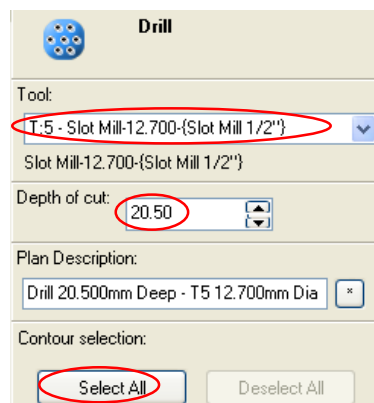 Drill
Tool:
T:5 - Slot Mill-12.700-{Slot Mill 1/2"}
Slot Mill-12.700-{Slot Mill 1/2"}
Depth of cut:
20.50
Plan Description:
Drill 20.500mm Deep - T5 12.700mm Dia
*
Contour selection:
Select All Deselect All